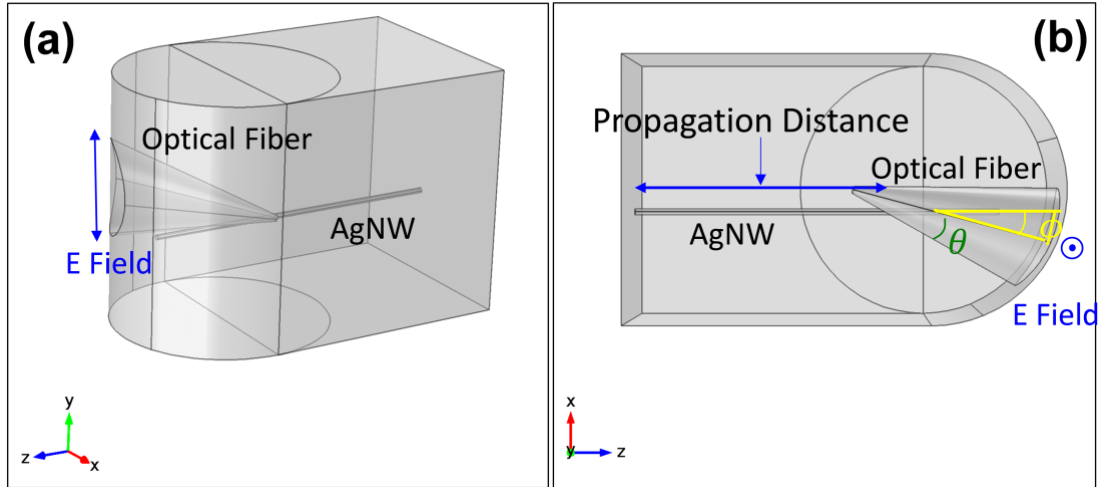 (a)
Optical Fiber
AgNW
E Field
y
z
x
(b)
Propagation Distance
Optical Fiber
AgNW
θ
ϕ
E Field
x
y
z